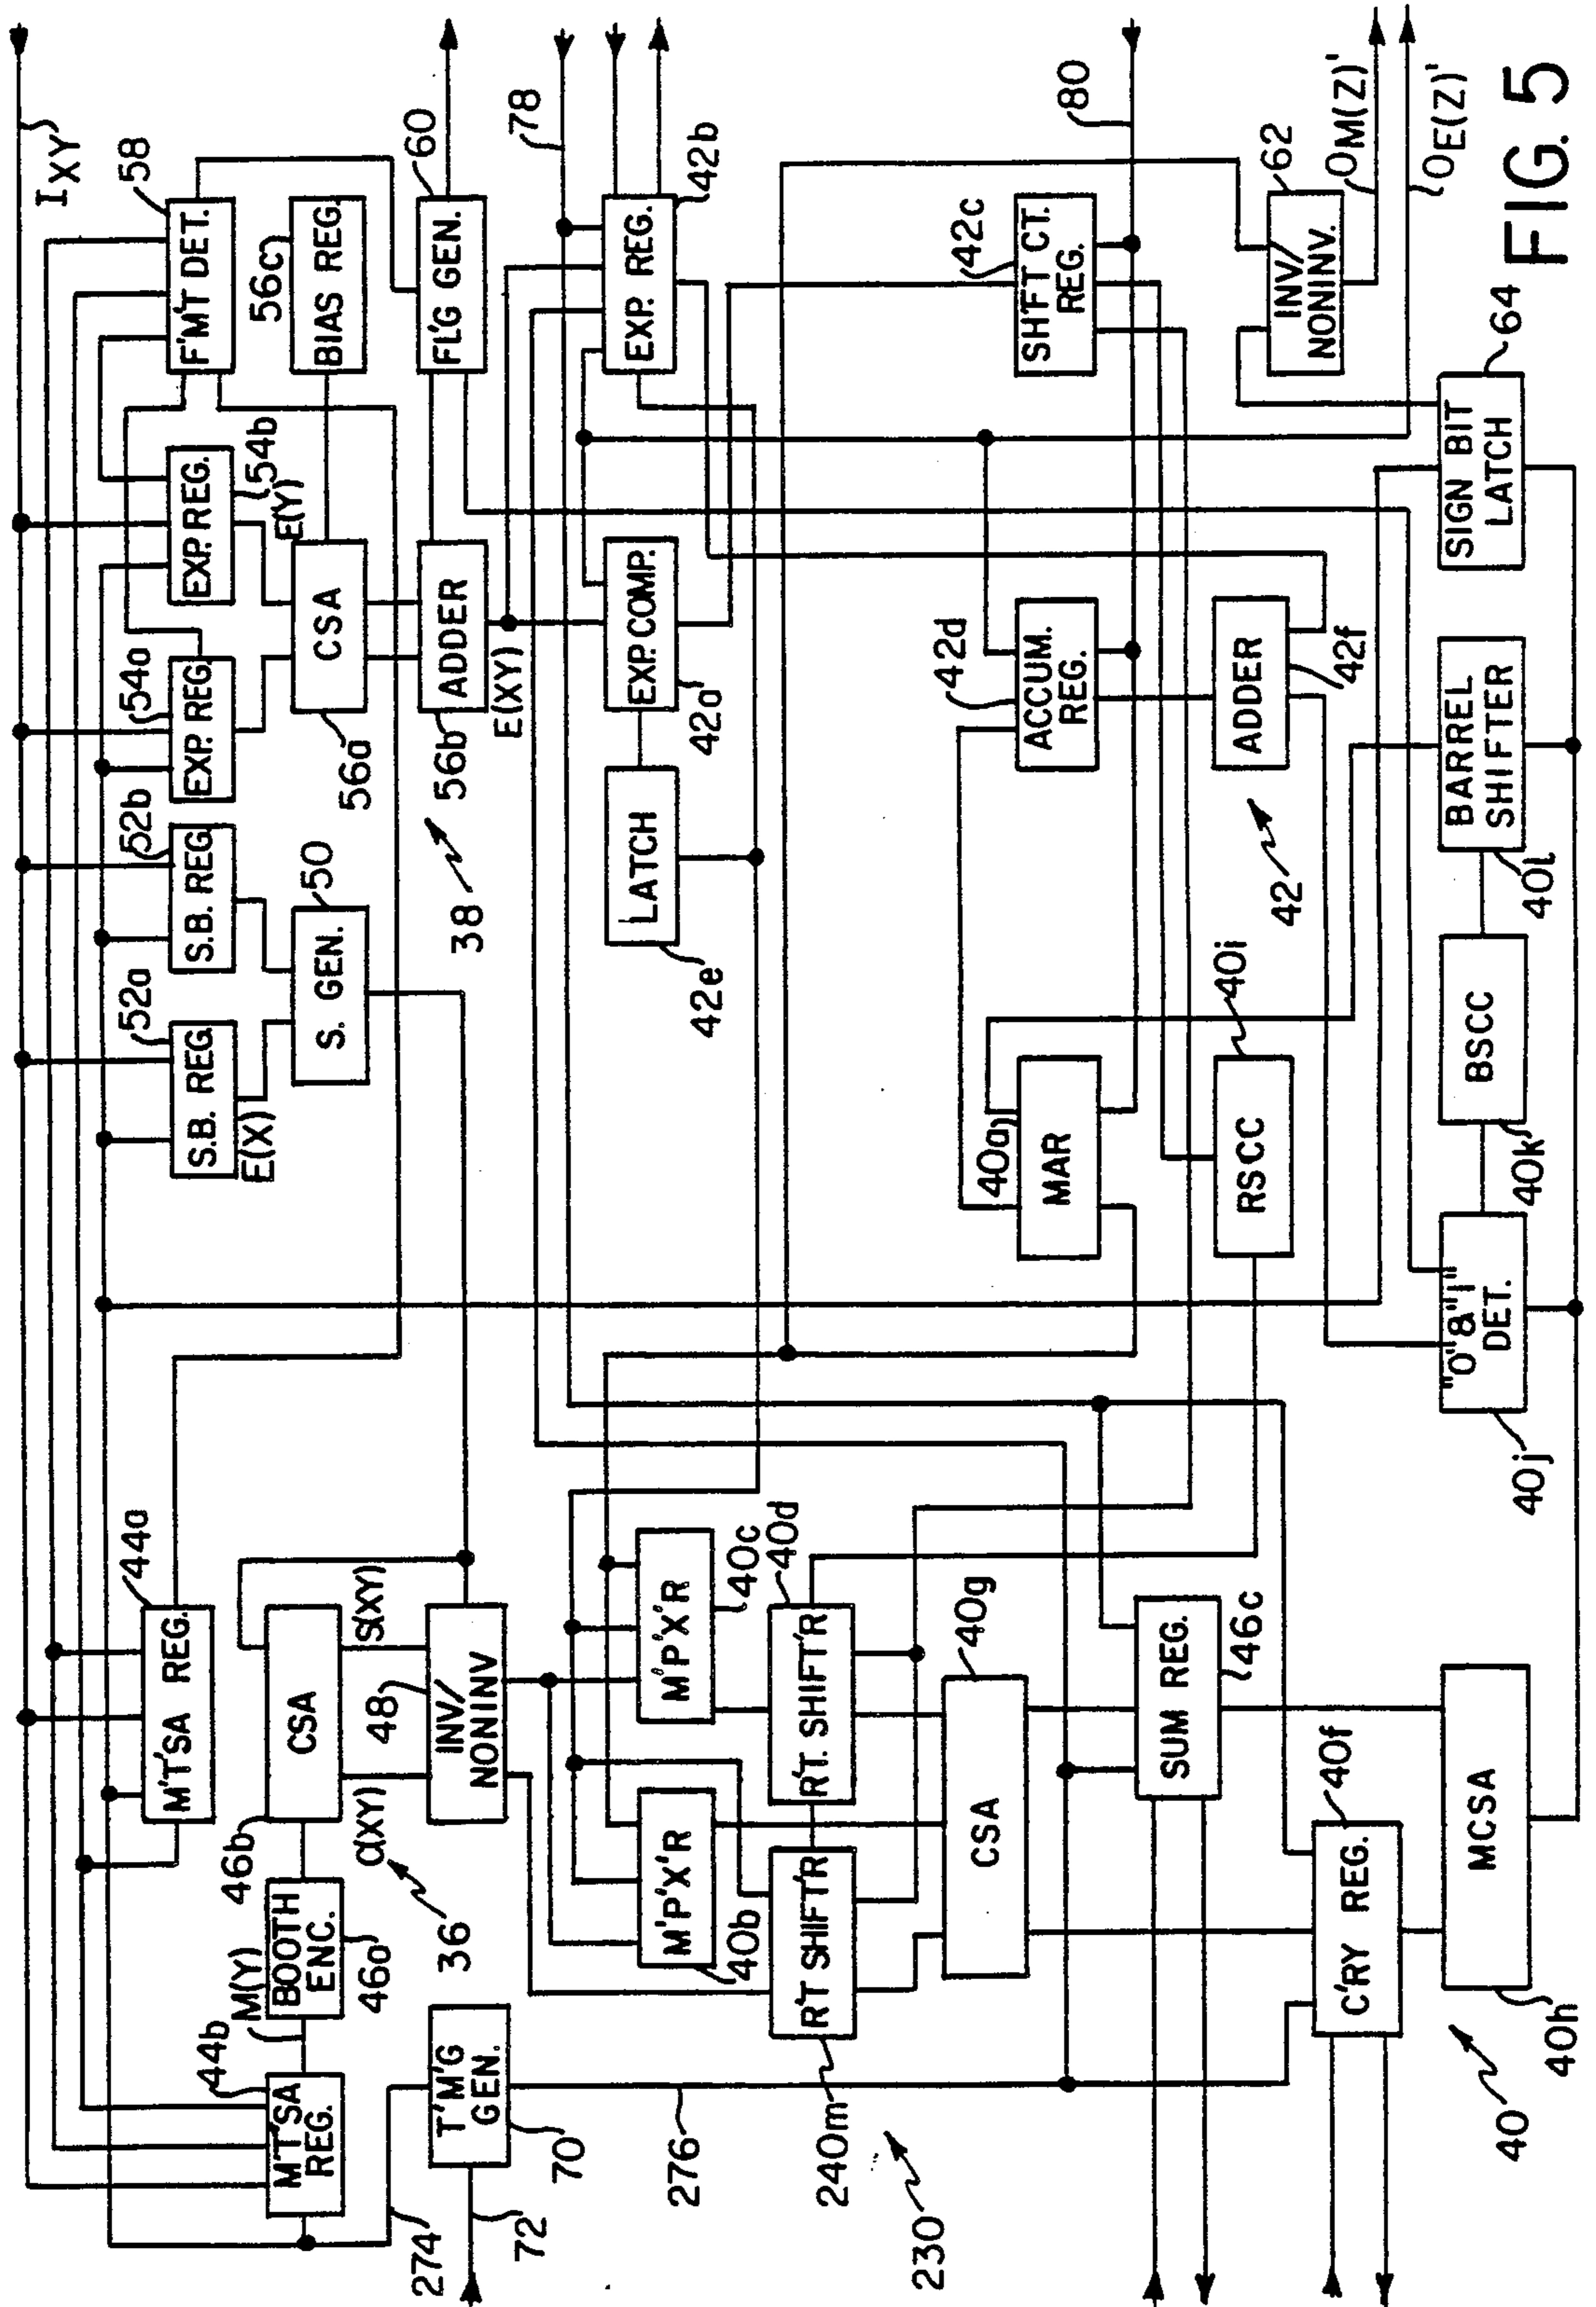 I_XY
58
F'M'T DET.
56c
BIAS REG.
60
FL'G GEN.
78
EXP. REG.
42b
54b
EXP. REG.
E(Y)
54a
EXP. REG.
CSA
56a
ADDER
56b
E(XY)
52b
S.B. REG.
52a
S.B. REG.
E(X)
50
S. GEN.
38
EXP. COMP.
42a
LATCH
42e
80
42c
SH'FT CT. REG.
62
INV/ NONINV.
O_M(Z)'
O_E(Z)'
42d
ACCUM. REG.
ADDER
42f
42
64
SIGN BIT LATCH
BARREL SHIFTER
40l
BSCC
40k
"0"&"1" DET.
40j
40a
MAR
40i
RSCC
44a
M'T'SA REG.
44b
M'T'SA REG.
M(Y)
BOOTH ENC.
46a
46b
CSA
S(XY)
C(XY)
48
INV/ NONINV
36
M'P'X'R
40c
M'P'X'R
40b
40d
R'T. SHIFT'R
R'T SHIFT'R
240m
40g
CSA
SUM REG.
46c
40f
C'RY REG.
MCSA
40h
40
T'M'G GEN.
70
72
274
276
230
FIG. 5